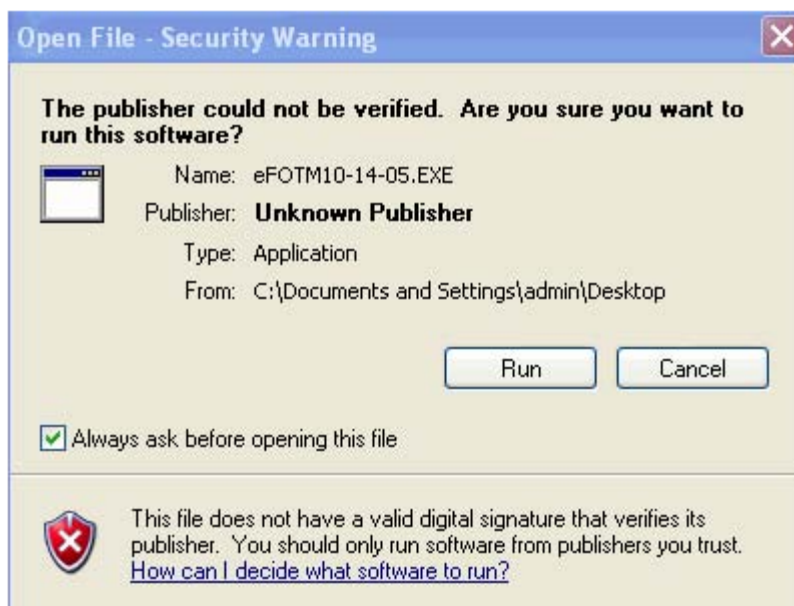 Open File - Security Warning
The publisher could not be verified. Are you sure you want to
run this software?
Name: eFOTM10-14-05.EXE
Publisher: Unknown Publisher
Type: Application
From: C:\Documents and Settings\admin\Desktop
Run Cancel
Always ask before opening this file
This file does not have a valid digital signature that verifies its
publisher. You should only run software from publishers you trust.
How can I decide what software to run?